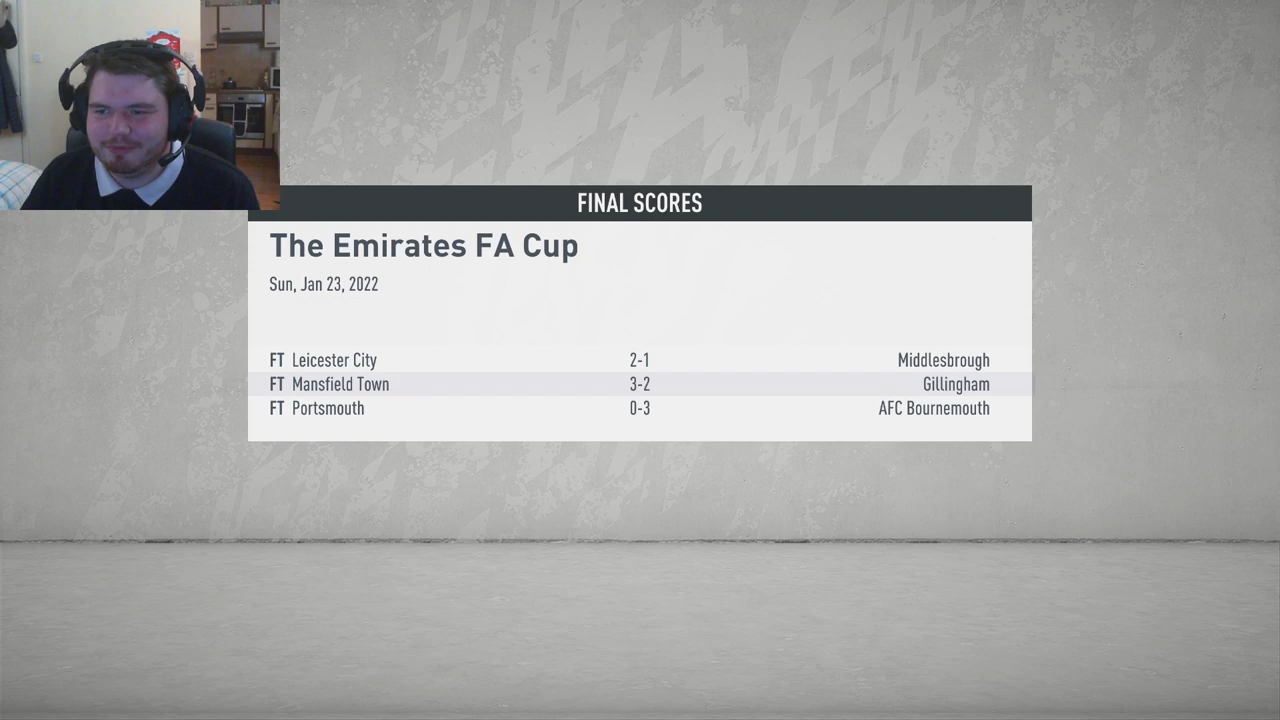 FINAL SCORES
The Emirates FA Cup
Sun, Jan 23, 2022
FT Leicester City 2-1 Middlesbrough
FT Mansfield Town 3-2 Gillingham
FT Portsmouth 0-3 AFC Bournemouth